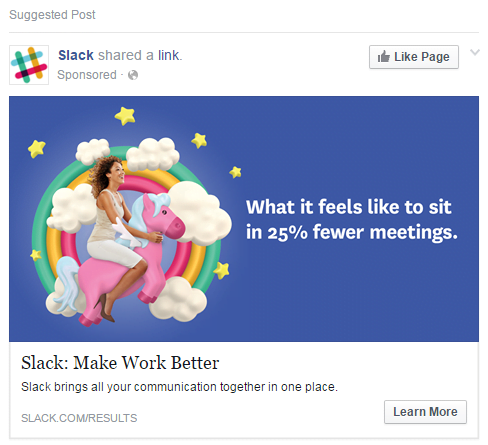 Suggested Post
Slack shared a link.
Like Page
Sponsored ·
What it feels like to sit
in 25% fewer meetings.
Slack: Make Work Better
Slack brings all your communication together in one place.
SLACK.COM/RESULTS
Learn More